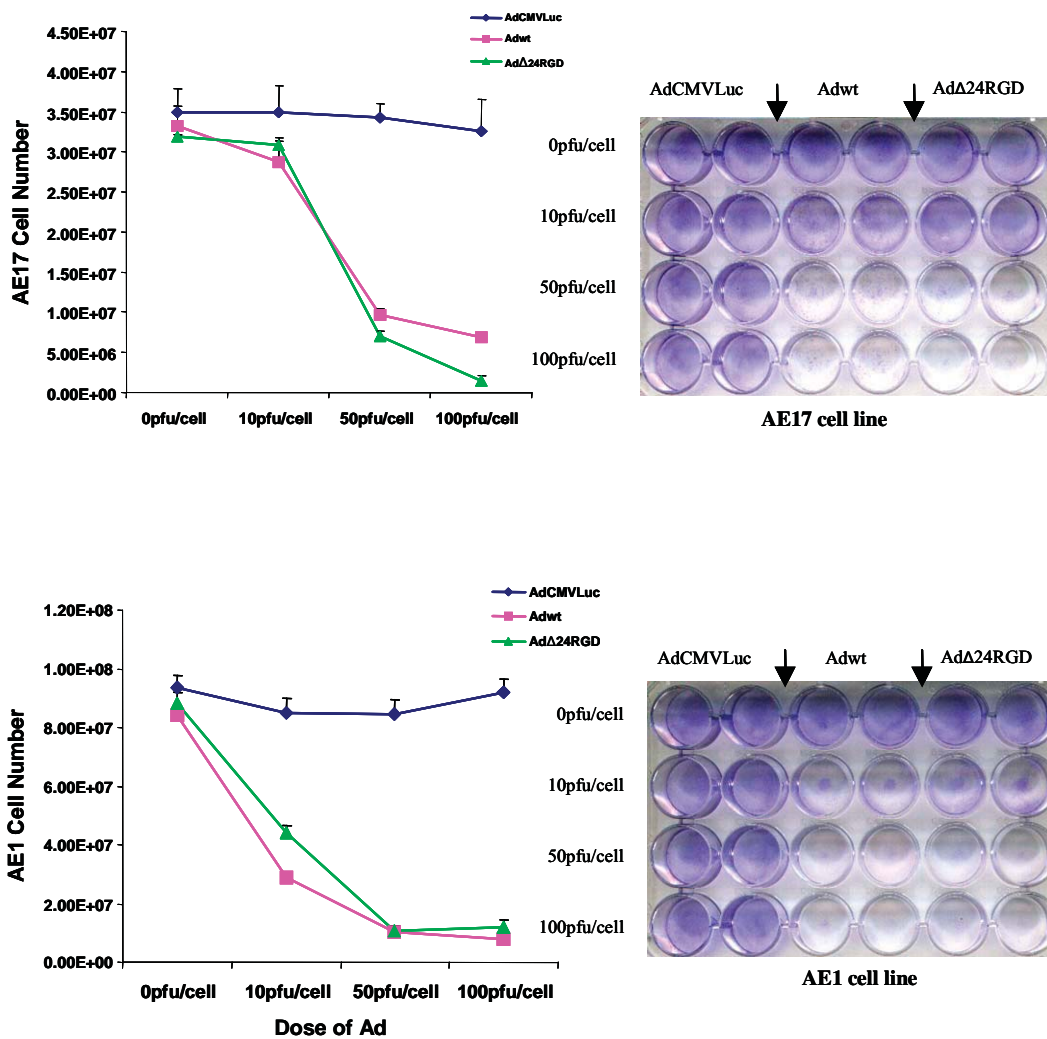 AdCMVLuc
Adwt
AdΔ24RGD
4.50E+07
4.00E+07
3.50E+07
3.00E+07
2.50E+07
2.00E+07
1.50E+07
1.00E+07
5.00E+06
0.00E+00
AE17 Cell Number
0pfu/cell 10pfu/cell 50pfu/cell 100pfu/cell
AdCMVLuc Adwt AdΔ24RGD
0pfu/cell
10pfu/cell
50pfu/cell
100pfu/cell
AE17 cell line
AdCMVLuc
Adwt
AdΔ24RGD
1.20E+08
1.00E+08
8.00E+07
6.00E+07
4.00E+07
2.00E+07
0.00E+00
AE1 Cell Number
0pfu/cell 10pfu/cell 50pfu/cell 100pfu/cell
Dose of Ad
AdCMVLuc Adwt AdΔ24RGD
0pfu/cell
10pfu/cell
50pfu/cell
100pfu/cell
AE1 cell line